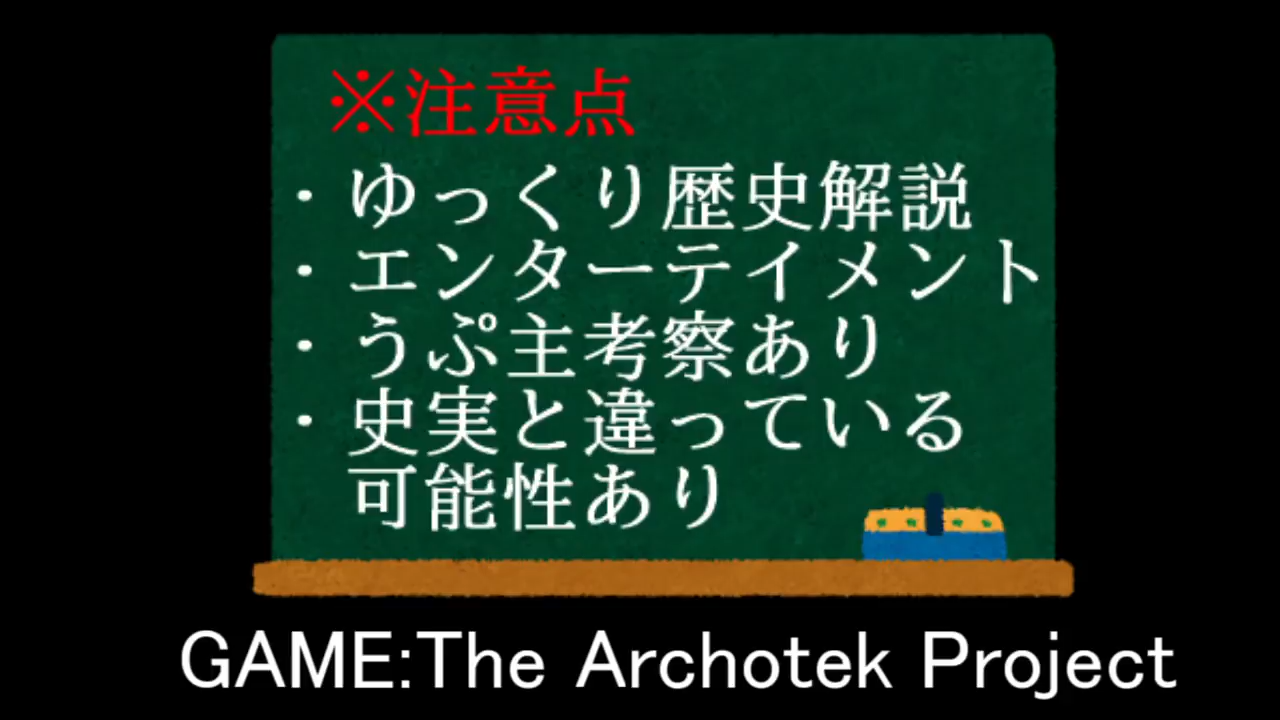 ※注意点
・ゆっくり歴史解説
・エンターテイメント
・うぷ主考察あり
・史実と違っている
可能性あり
GAME:The Archotek Project